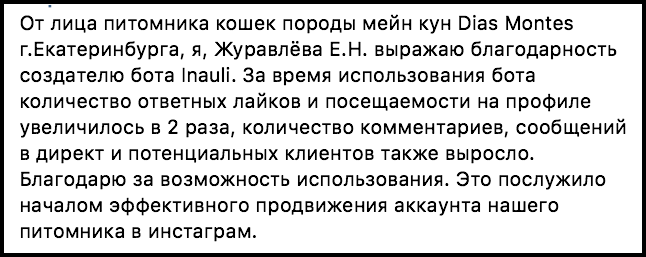 От лица питомника кошек породы мейн кун Dias Montes
г.Екатеринбурга, я, Журавлёва Е.Н. выражаю благодарность
создателю бота Inauli. За время использования бота
количество ответных лайков и посещаемости на профиле
увеличилось в 2 раза, количество комментариев, сообщений
в директ и потенциальных клиентов также выросло.
Благодарю за возможность использования. Это послужило
началом эффективного продвижения аккаунта нашего
питомника в инстаграм.